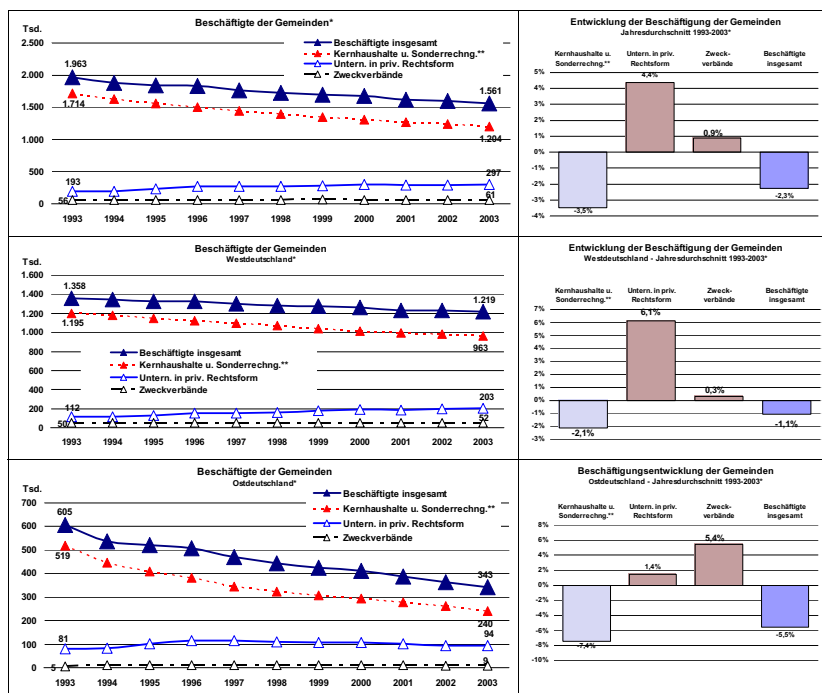 Beschäftigte der Gemeinden*
Tsd.
2.500
2.000
1.500
1.000
500
0
Beschäftigte insgesamt
Kernhaushalte u. Sonderrechng.**
Untern. in priv. Rechtsform
Zweckverbände
1.963
1.714
1.561
1.204
193
56
297
61
1993 1994 1995 1996 1997 1998 1999 2000 2001 2002 2003
Entwicklung der Beschäftigung der Gemeinden
Jahresdurchschnitt 1993-2003*
Kernhaushalte u. Sonderrechng.**
Untern. in priv. Rechtsform
Zweck-verbände
Beschäftigte insgesamt
5%
4%
3%
2%
1%
0%
-1%
-2%
-3%
-4%
4,4%
0,9%
-3,5%
-2,3%
Beschäftigte der Gemeinden
Westdeutschland*
Tsd.
1.600
1.400
1.200
1.000
800
600
400
200
0
1.358
1.195
1.219
963
Beschäftigte insgesamt
Kernhaushalte u. Sonderrechng.**
Untern. in priv. Rechtsform
Zweckverbände
112
50
203
52
1993 1994 1995 1996 1997 1998 1999 2000 2001 2002 2003
Entwicklung der Beschäftigung der Gemeinden
Westdeutschland - Jahresdurchschnitt 1993-2003*
Kernhaushalte u. Sonderrechng.**
Untern. in priv. Rechtsform
Zweck-verbände
Beschäftigte insgesamt
7%
6%
5%
4%
3%
2%
1%
0%
-1%
-2%
-3%
6,1%
0,3%
-2,1%
-1,1%
Beschäftigte der Gemeinden
Ostdeutschland*
Tsd.
700
600
500
400
300
200
100
0
Beschäftigte insgesamt
Kernhaushalte u. Sonderrechng.**
Untern. in priv. Rechtsform
Zweckverbände
605
519
343
240
81
5
94
9
1993 1994 1995 1996 1997 1998 1999 2000 2001 2002 2003
Beschäftigungsentwicklung der Gemeinden
Ostdeutschland - Jahresdurchschnitt 1993-2003*
Kernhaushalte u. Sonderrechng.**
Untern. in priv. Rechtsform
Zweck-verbände
Beschäftigte insgesamt
8%
6%
4%
2%
0%
-2%
-4%
-6%
-8%
-10%
1,4%
5,4%
-7,4%
-5,5%